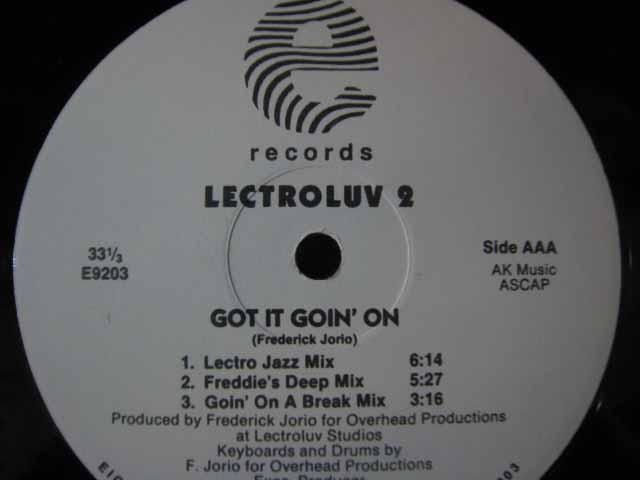 e
records
LECTROLUV 2
33⅓
E9203
Side AAA
AK Music
ASCAP
GOT IT GOIN' ON
(Frederick Jorio)
1. Lectro Jazz Mix 6:14
2. Freddie's Deep Mix 5:27
3. Goin' On A Break Mix 3:16
Produced by Frederick Jorio for Overhead Productions
at Lectroluv Studios
Keyboards and Drums by
F. Jorio for Overhead Productions